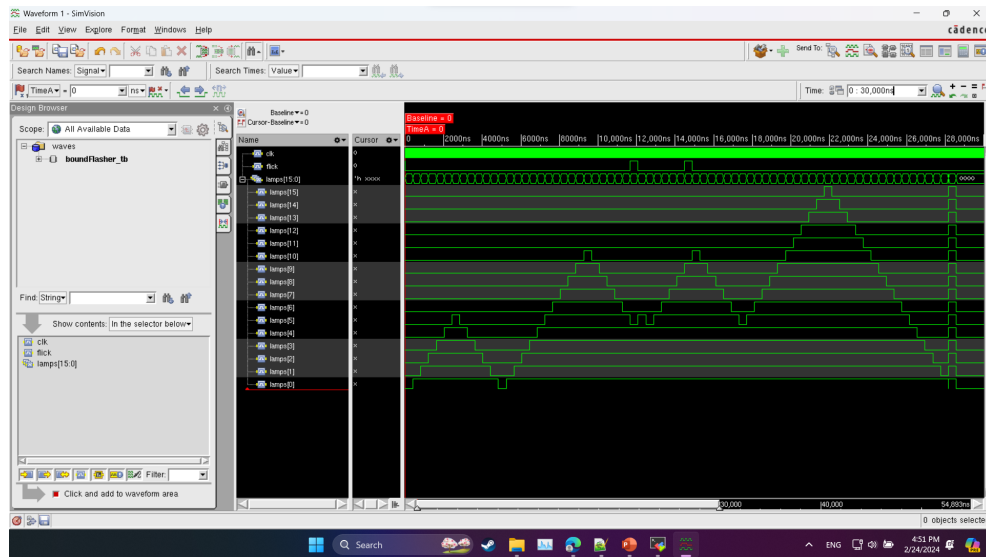 Waveform 1 - SimVision
File Edit View Explore Format Windows Help
cādence
Send To:
Search Names: Signal
Search Times: Value
TimeA = 0 ns
Time: 0 : 30,000ns
Design Browser
Baseline = 0
Cursor-Baseline = 0
Baseline = 0
TimeA = 0
Scope: All Available Data
Name Cursor
0 2000ns 4000ns 6000ns 8000ns 10,000ns 12,000ns 14,000ns 16,000ns 18,000ns 20,000ns 22,000ns 24,000ns 26,000ns 28,000ns
waves
boundFlasher_tb
clk 0
flick 0
lamps[15:0] 'h xxxx 0000
lamps[15] x
lamps[14] x
lamps[13] x
lamps[12] x
lamps[11] x
lamps[10] x
lamps[9] x
lamps[8] x
lamps[7] x
lamps[6] x
lamps[5] x
lamps[4] x
lamps[3] x
lamps[2] x
lamps[1] x
lamps[0] x
Find: String
Show contents: In the selector below
clk
flick
lamps[15:0]
Filter:
Click and add to waveform area
30,000 40,000 54,893ns
0 objects selecte
Search
ENG
4:51 PM
2/24/2024